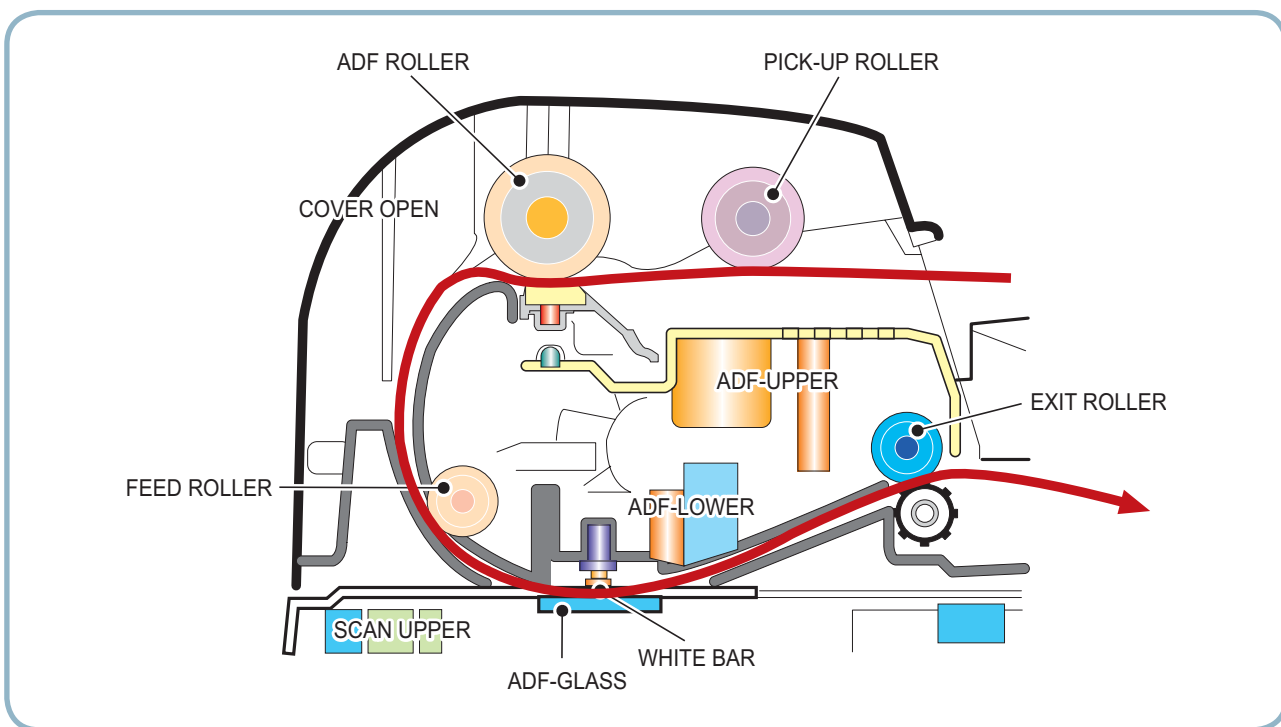 ADF ROLLER
PICK-UP ROLLER
COVER OPEN
ADF-UPPER
EXIT ROLLER
FEED ROLLER
ADF-LOWER
SCAN UPPER
WHITE BAR
ADF-GLASS